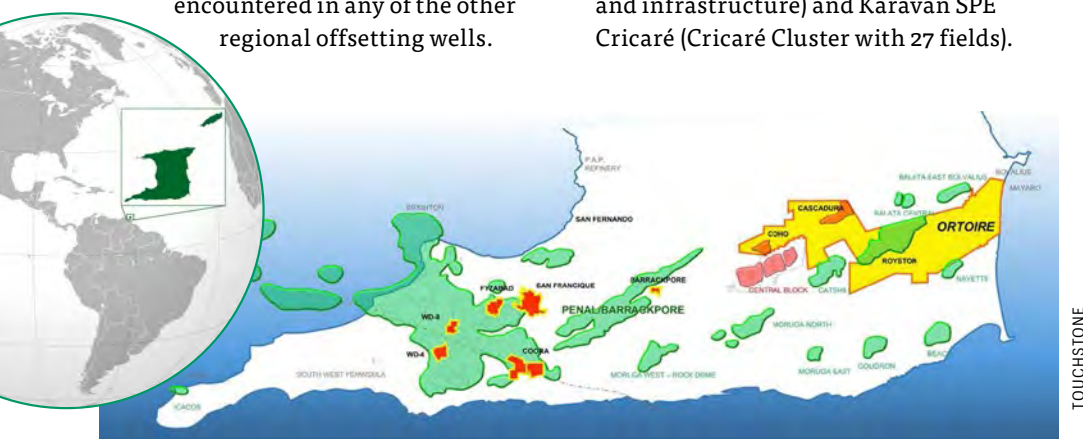 encountered in any of the other
regional offsetting wells.
and infrastructure) and Karavan SPE
Cricaré (Cricaré Cluster with 27 fields).
P.A.P.
REFINERY
BRIGHTON
SAN FERNANDO
BALATA EAST
BOVALLIUS
MAYARO
CASCADURA
BALATA CENTRAL
ORTOIRE
COHO
ROYSTON
CENTRAL BLOCK
CATSHILL
NAVETTE
FYZABAD
SAN FRANCIQUE
BARRACKPORE
PENAL/BARRACKPORE
WD-8
WD-4
COORA
MORUGA NORTH
SOUTH WEST PENINSULA
MORUGA WEST - ROCK DOME
MORUGA EAST
GOUDRON
BEACH
ICACOS
TOUCHSTONE